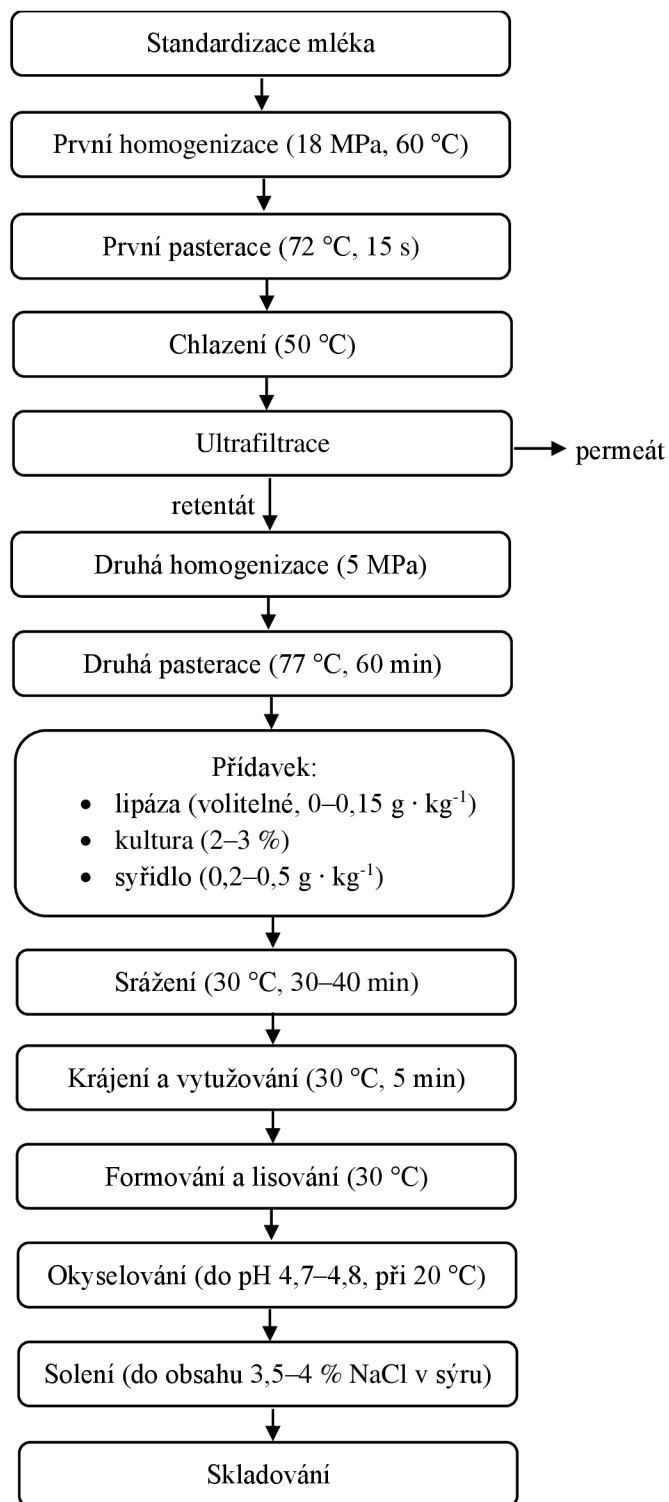 Standardizace mléka
První homogenizace (18 MPa, 60 °C)
První pasterace (72 °C, 15 s)
Chlazení (50 °C)
Ultrafiltrace
permeát
retentát
Druhá homogenizace (5 MPa)
Druhá pasterace (77 °C, 60 min)
Přídavek:
• lipáza (volitelné, 0–0,15 g · kg⁻¹)
• kultura (2–3 %)
• syřidlo (0,2–0,5 g · kg⁻¹)
Srážení (30 °C, 30–40 min)
Krájení a vytužování (30 °C, 5 min)
Formování a lisování (30 °C)
Okyselování (do pH 4,7–4,8, při 20 °C)
Solení (do obsahu 3,5–4 % NaCl v sýru)
Skladování